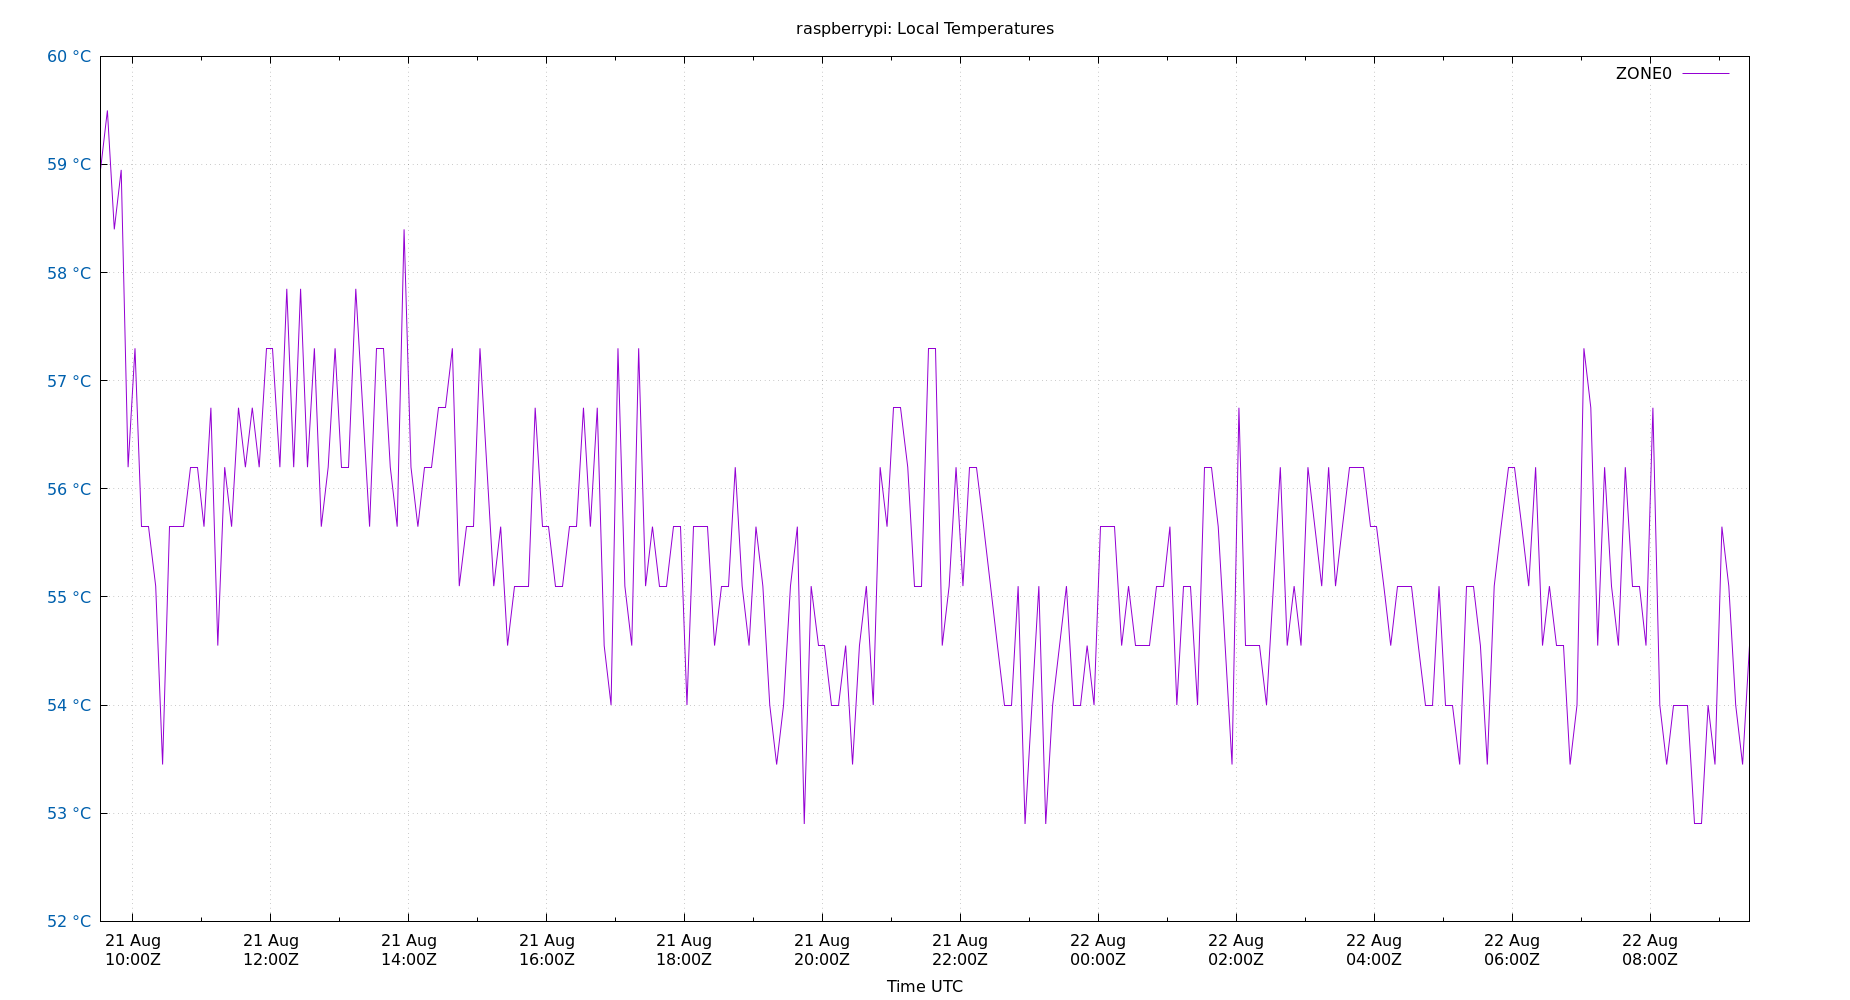 raspberrypi: Local Temperatures
60 °C
ZONE0
59 °C
58 °C
57 °C
56 °C
55 °C
54 °C
53 °C
52 °C
21 Aug 21 Aug 21 Aug 21 Aug 21 Aug 21 Aug 21 Aug 22 Aug 22 Aug 22 Aug 22 Aug 22 Aug
10:00Z 12:00Z 14:00Z 16:00Z 18:00Z 20:00Z 22:00Z 00:00Z 02:00Z 04:00Z 06:00Z 08:00Z
Time UTC